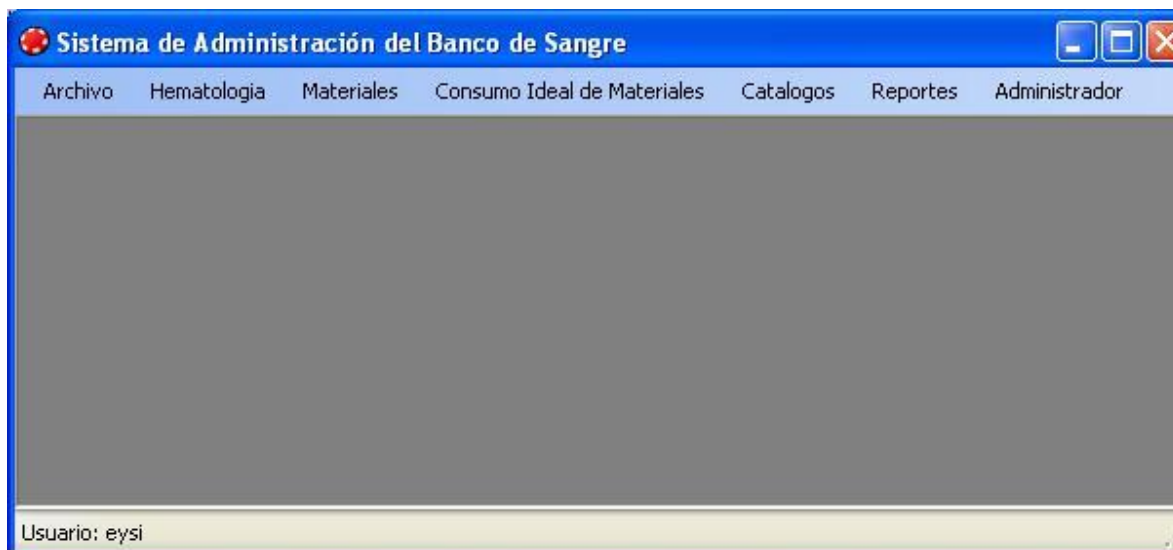 Sistema de Administración del Banco de Sangre
Archivo Hematologia Materiales Consumo Ideal de Materiales Catalogos Reportes Administrador
Usuario: eysi